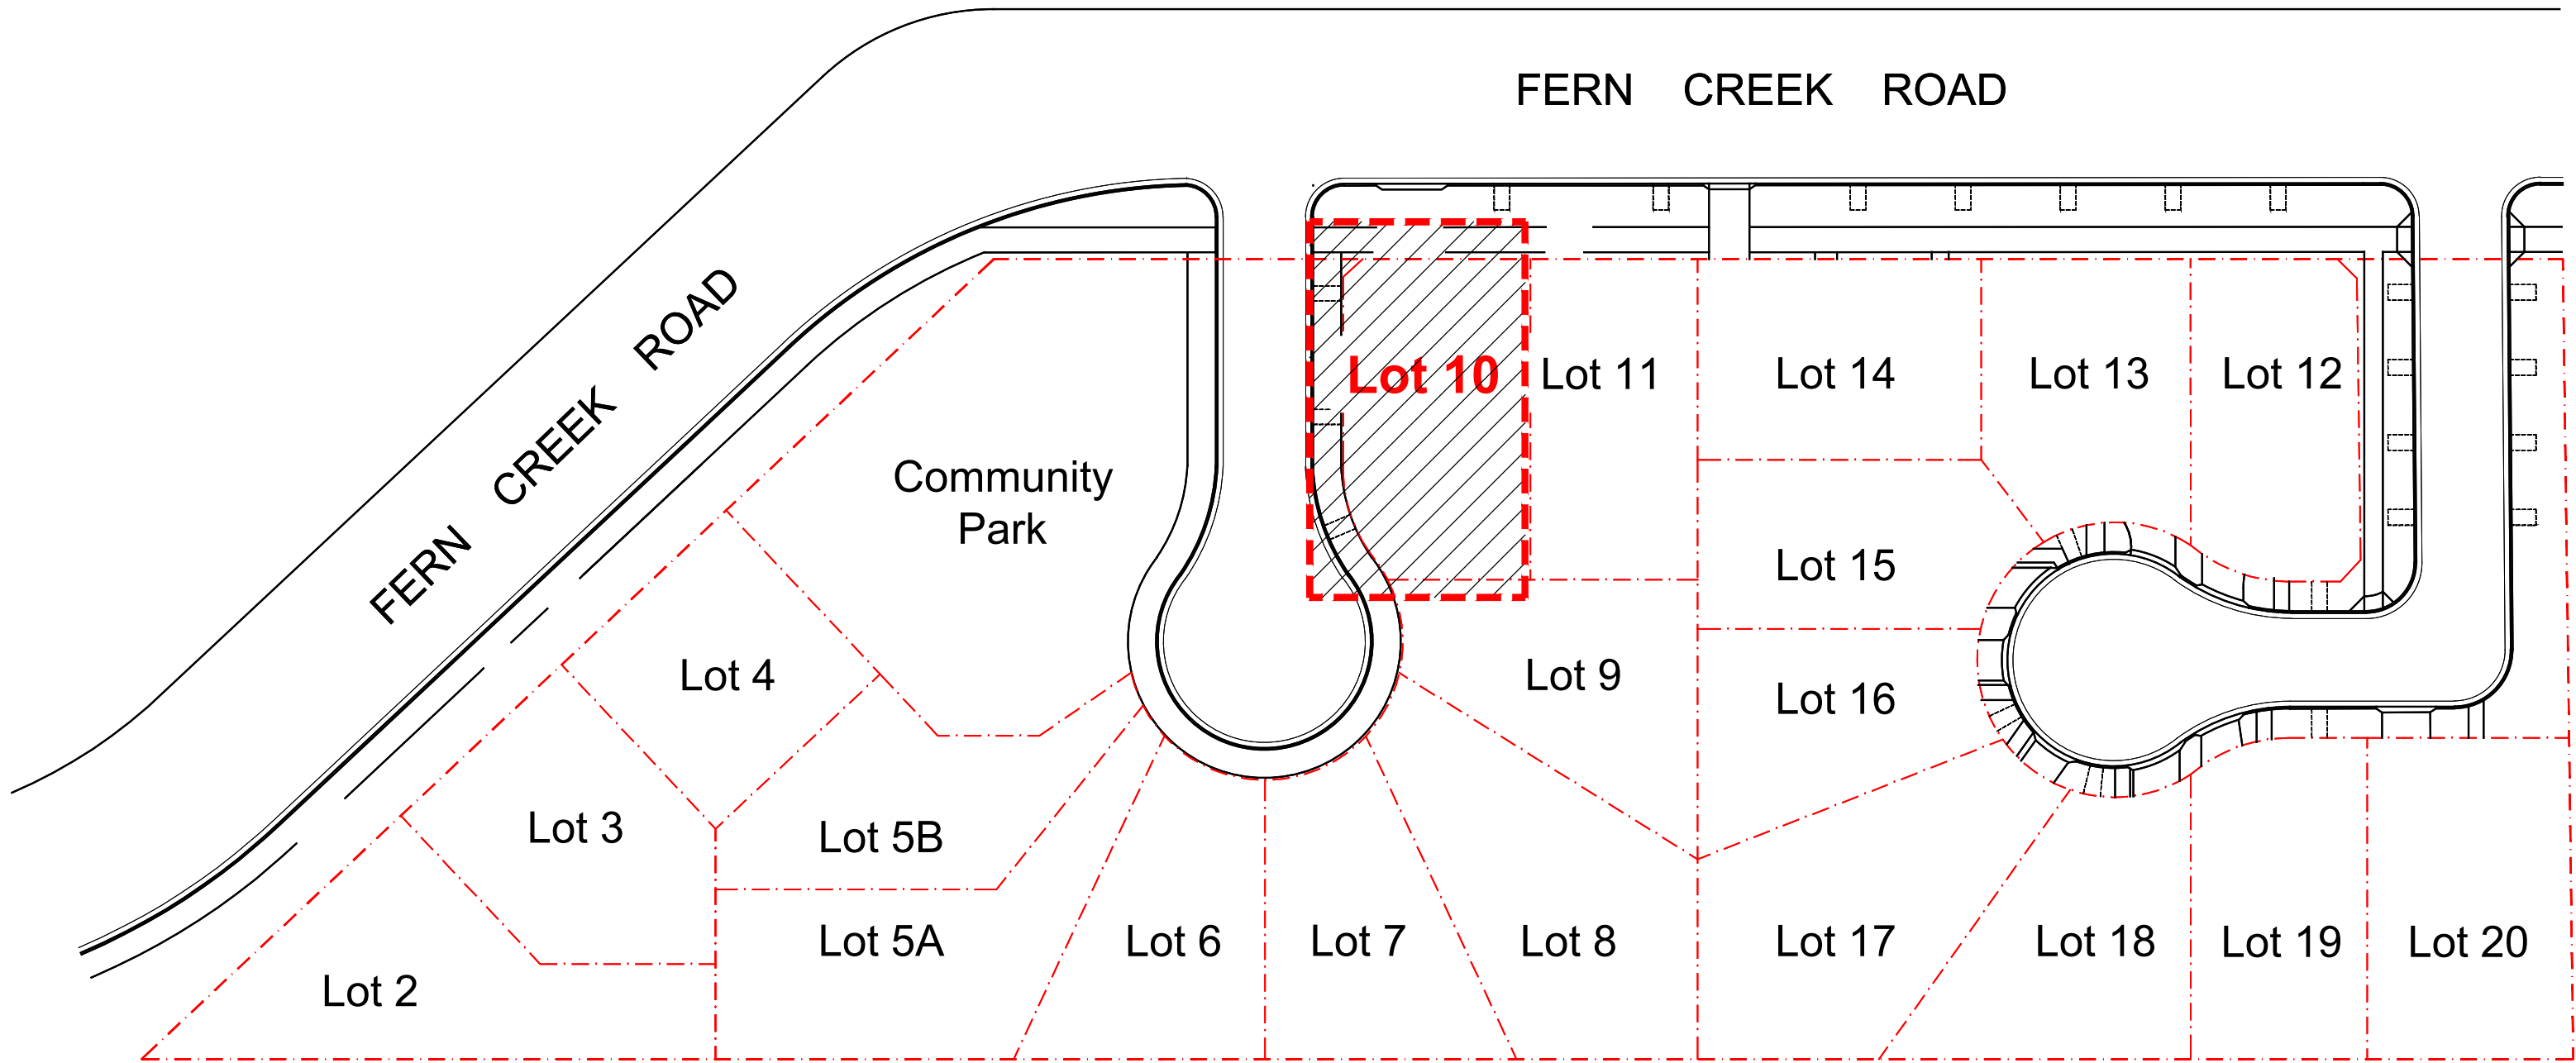 FERN CREEK ROAD
FERN CREEK ROAD
Lot 10
Lot 11
Lot 14
Lot 13
Lot 12
Community
Park
Lot 15
Lot 4
Lot 9
Lot 16
Lot 3
Lot 5B
Lot 5A
Lot 6
Lot 7
Lot 8
Lot 17
Lot 18
Lot 19
Lot 20
Lot 2